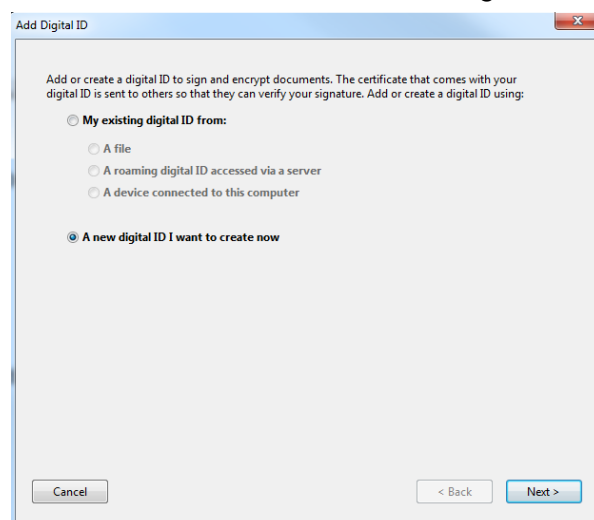 Add Digital ID
Add or create a digital ID to sign and encrypt documents. The certificate that comes with your
digital ID is sent to others so that they can verify your signature. Add or create a digital ID using:
My existing digital ID from:
A file
A roaming digital ID accessed via a server
A device connected to this computer
A new digital ID I want to create now
Cancel
< Back
Next >